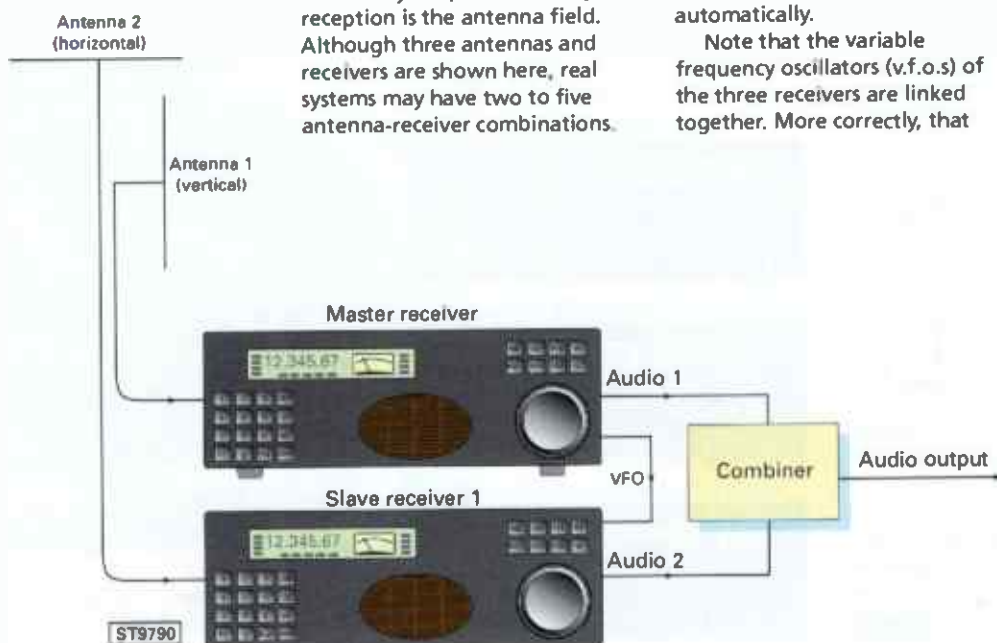 reception is the antenna field.
Although three antennas and
receivers are shown here, real
systems may have two to five
antenna-receiver combinations.
automatically.
Note that the variable
frequency oscillators (v.f.o.s) of
the three receivers are linked
together. More correctly, that
Antenna 2
(horizontal)
Antenna 1
(vertical)
Master receiver
12.345.67
Audio 1
VFO
Combiner
Audio output
Slave receiver 1
12.345.67
Audio 2
ST9790